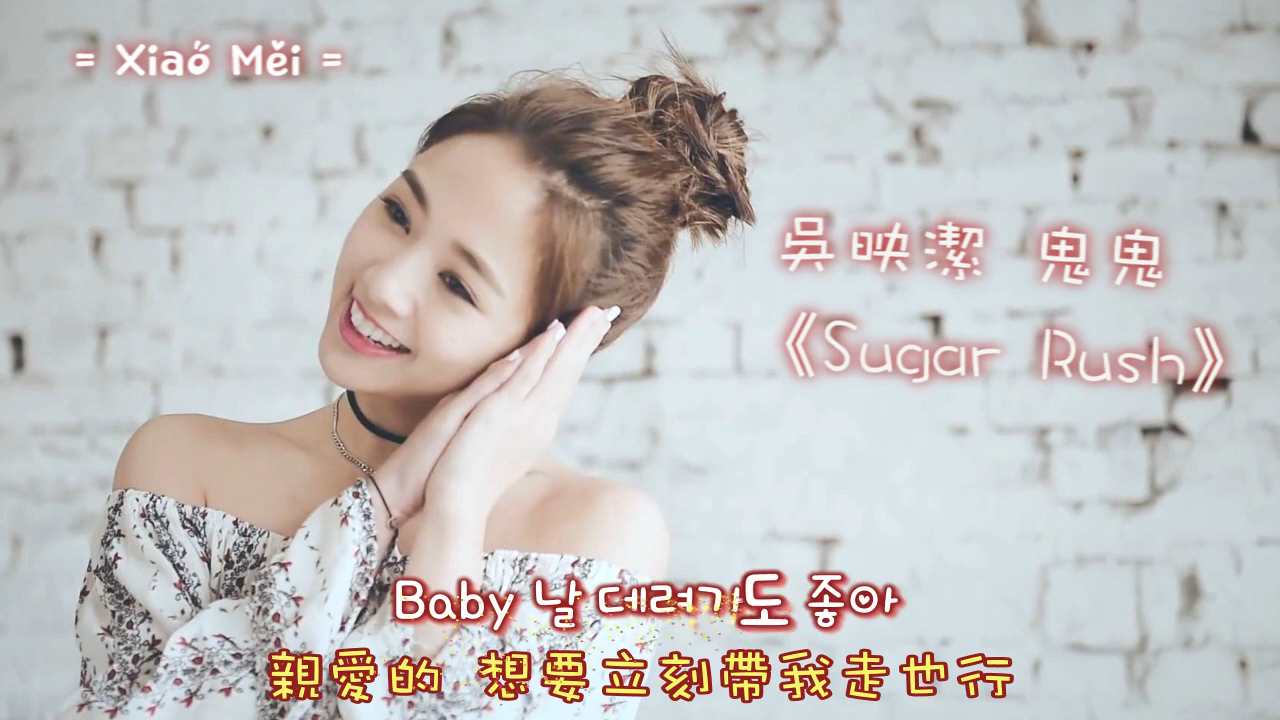 = Xiaó Měi =
吳映潔 鬼鬼
《Sugar Rush》
Baby 날 데려가도 좋아
親愛的 想要立刻帶我走也行